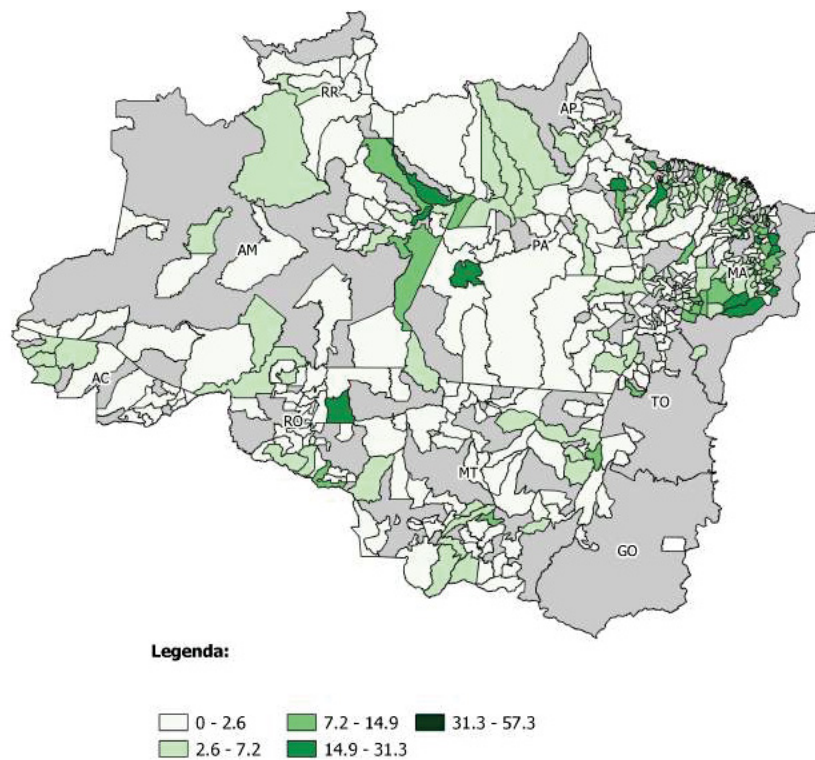 RR
AP
AM
PA
MA
AC
TO
RO
MT
GO
Legenda:
0 - 2.6
7.2 - 14.9
31.3 - 57.3
2.6 - 7.2
14.9 - 31.3